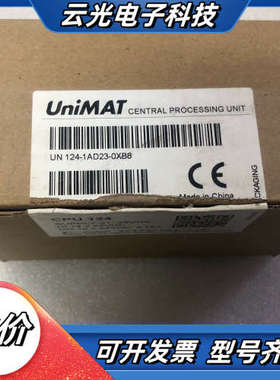 云光电子科技
UniMAT CENTRAL PROCESSING UNIT
UN 124-1AD23-0XB8
CE
Made in China
CKAGING
CPU 124
价
可开发票 型号齐